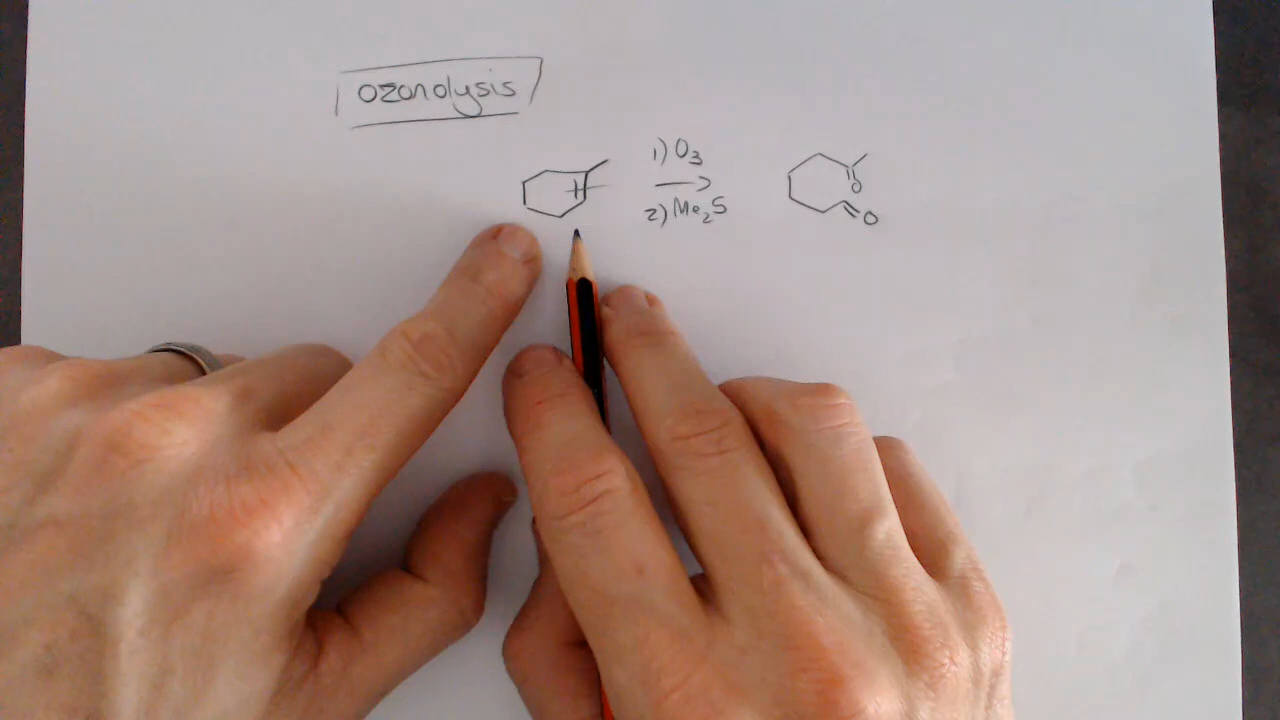 ozonolysis
1) O₃
2) Me₂S
O
O